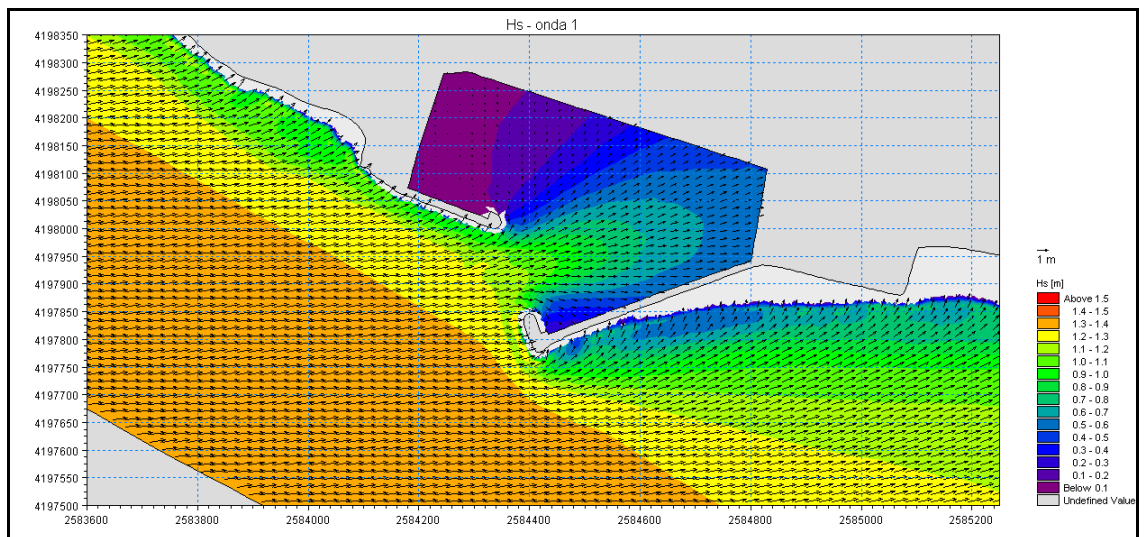 Hs - onda 1
4198350
4198300
4198250
4198200
4198150
4198100
4198050
4198000
4197950
4197900
4197850
4197800
4197750
4197700
4197650
4197600
4197550
4197500
2583600 2583800 2584000 2584200 2584400 2584600 2584800 2585000 2585200
1 m
Hs [m]
Above 1.5
1.4 - 1.5
1.3 - 1.4
1.2 - 1.3
1.1 - 1.2
1.0 - 1.1
0.9 - 1.0
0.8 - 0.9
0.7 - 0.8
0.6 - 0.7
0.5 - 0.6
0.4 - 0.5
0.3 - 0.4
0.2 - 0.3
0.1 - 0.2
Below 0.1
Undefined Value